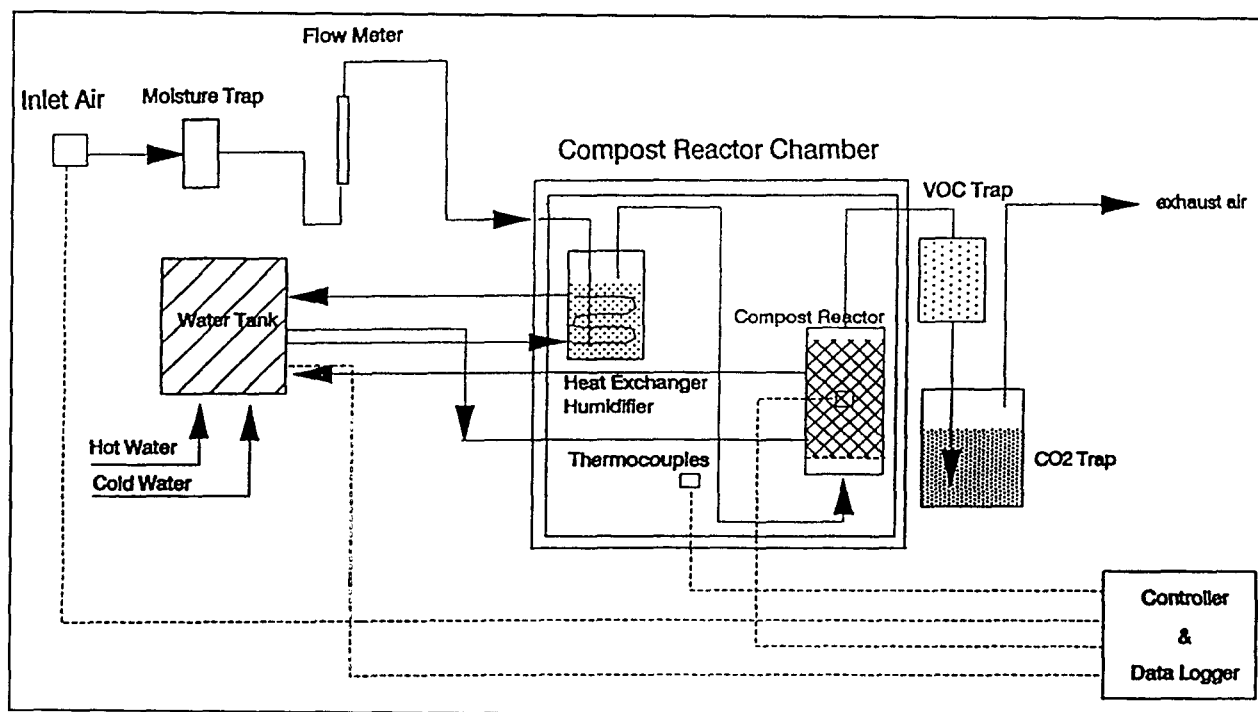 Flow Meter
Inlet Air
Moisture Trap
Compost Reactor Chamber
VOC Trap
exhaust air
Water Tank
Compost Reactor
Heat Exchanger
Humidifier
Hot Water
Cold Water
Thermocouples
CO2 Trap
Controller
&
Data Logger